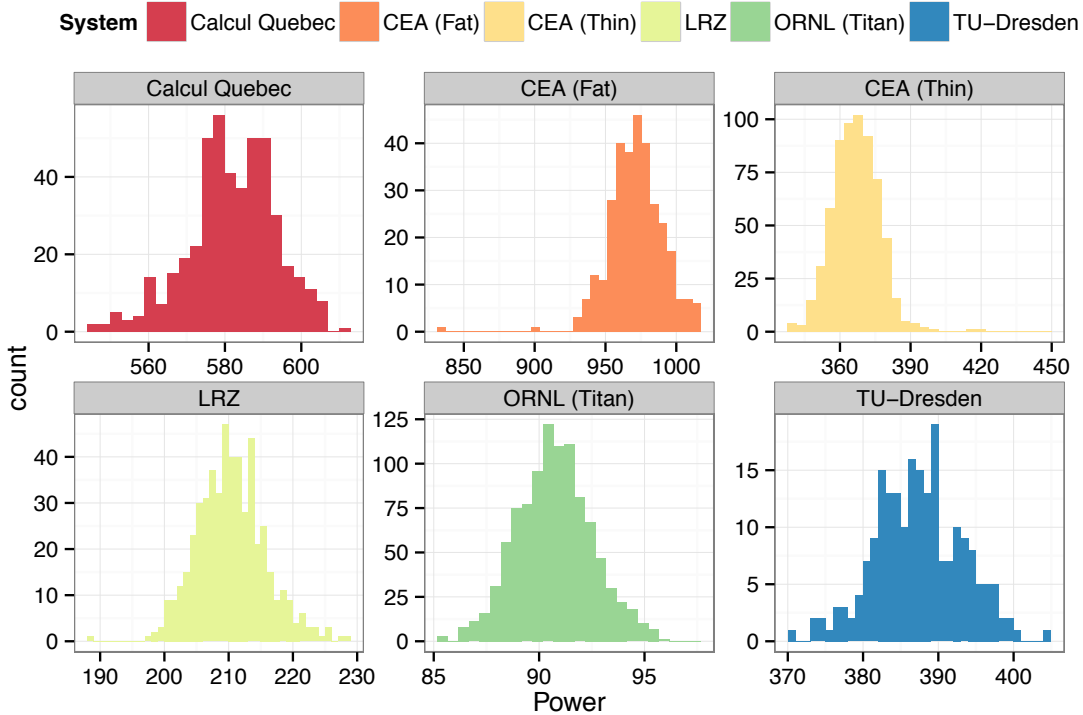 System Calcul Quebec CEA (Fat) CEA (Thin) LRZ ORNL (Titan) TU−Dresden
Calcul Quebec CEA (Fat) CEA (Thin)
40
20
0
560 580 600
40
30
20
10
0
850 900 950 1000
100
75
50
25
0
360 390 420 450
count
LRZ ORNL (Titan) TU−Dresden
40
30
20
10
0
190 200 210 220 230
125
100
75
50
25
0
85 90 95
15
10
5
0
370 380 390 400
Power